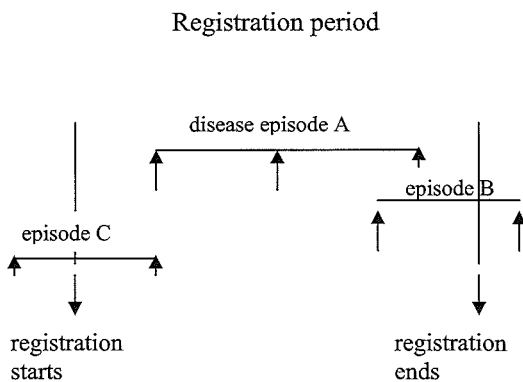 Registration period
disease episode A
episode B
episode C
registration
starts
registration
ends